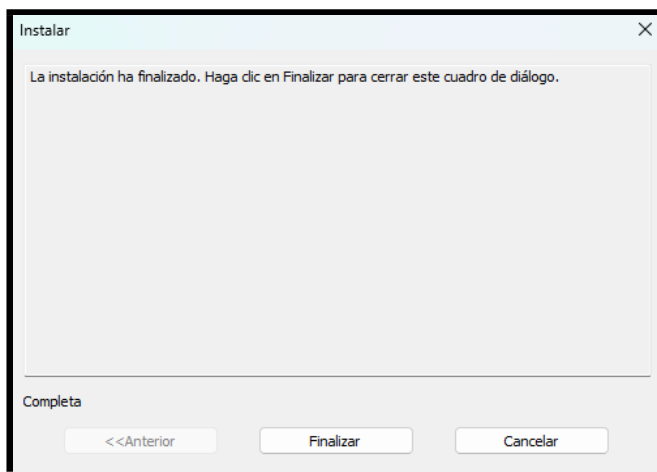 Instalar
La instalación ha finalizado. Haga clic en Finalizar para cerrar este cuadro de diálogo.
Completa
<<Anterior
Finalizar
Cancelar